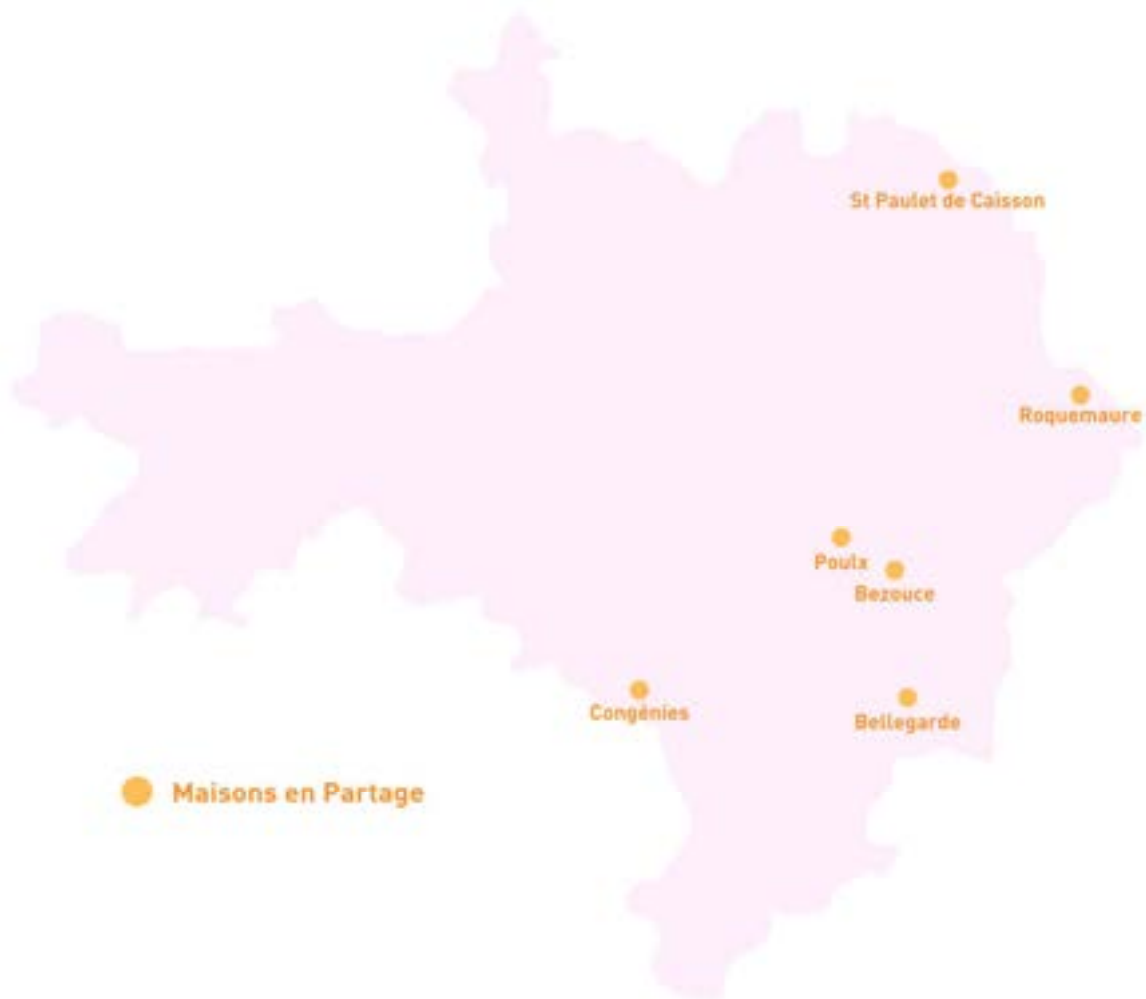 St Paulet de Caisson
Roquemaure
Poulx
Bezouce
Congénies
Bellegarde
Maisons en Partage